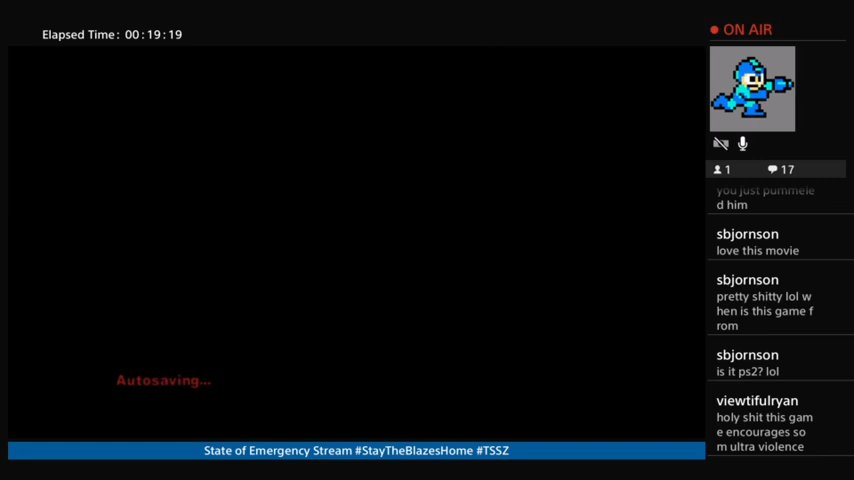 Elapsed Time: 00:19:19
ON AIR
1 17
you just pummele
d him
sbjornson
love this movie
sbjornson
pretty shitty lol w
hen is this game f
rom
sbjornson
is it ps2? lol
viewtifulryan
holy shit this gam
e encourages so
m ultra violence
Autosaving...
State of Emergency Stream #StayTheBlazesHome #TSSZ